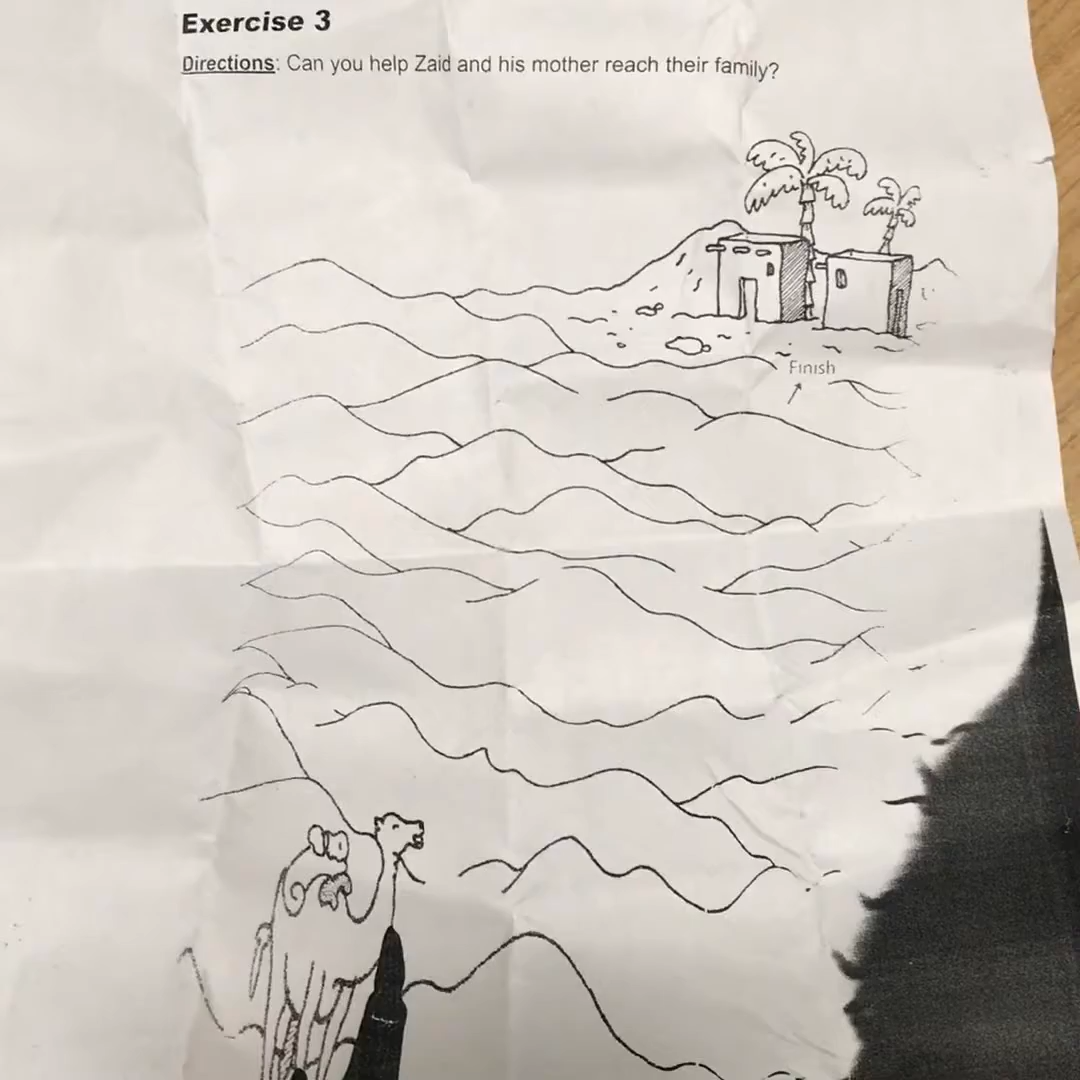 Exercise 3
Directions: Can you help Zaid and his mother reach their family?
Finish